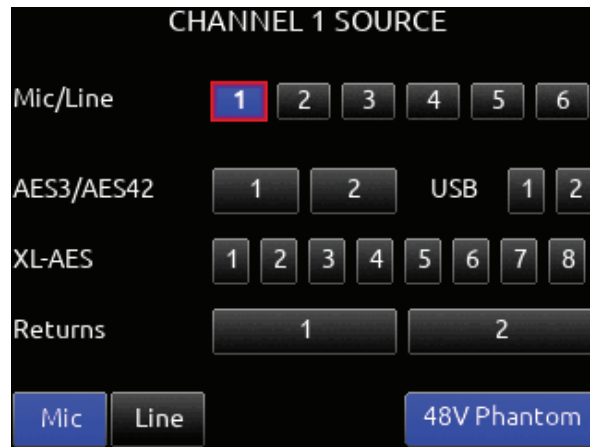 CHANNEL 1 SOURCE
Mic/Line 1 2 3 4 5 6
AES3/AES42 1 2 USB 1 2
XL-AES 1 2 3 4 5 6 7 8
Returns 1 2
Mic Line 48V Phantom